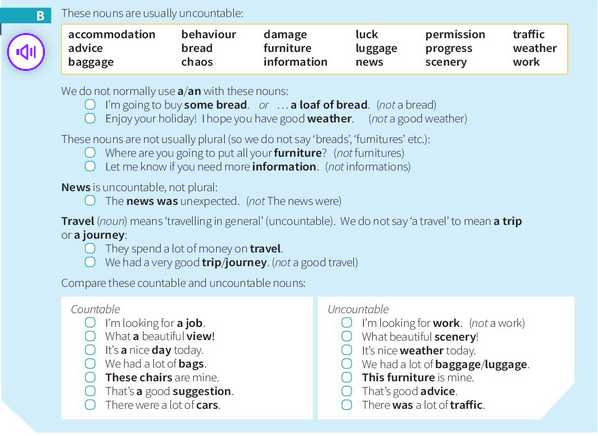 B
These nouns are usually uncountable:
accommodation behaviour damage luck permission traffic
advice bread furniture luggage progress weather
baggage chaos information news scenery work
We do not normally use a/an with these nouns:
I'm going to buy some bread. or … a loaf of bread. (not a bread)
Enjoy your holiday! I hope you have good weather. (not a good weather)
These nouns are not usually plural (so we do not say 'breads', 'furnitures' etc.):
Where are you going to put all your furniture? (not furnitures)
Let me know if you need more information. (not informations)
News is uncountable, not plural:
The news was unexpected. (not The news were)
Travel (noun) means 'travelling in general' (uncountable). We do not say 'a travel' to mean a trip
or a journey:
They spend a lot of money on travel.
We had a very good trip/journey. (not a good travel)
Compare these countable and uncountable nouns:
Countable
I'm looking for a job.
What a beautiful view!
It's a nice day today.
We had a lot of bags.
These chairs are mine.
That's a good suggestion.
There were a lot of cars.
Uncountable
I'm looking for work. (not a work)
What beautiful scenery!
It's nice weather today.
We had a lot of baggage/luggage.
This furniture is mine.
That's good advice.
There was a lot of traffic.